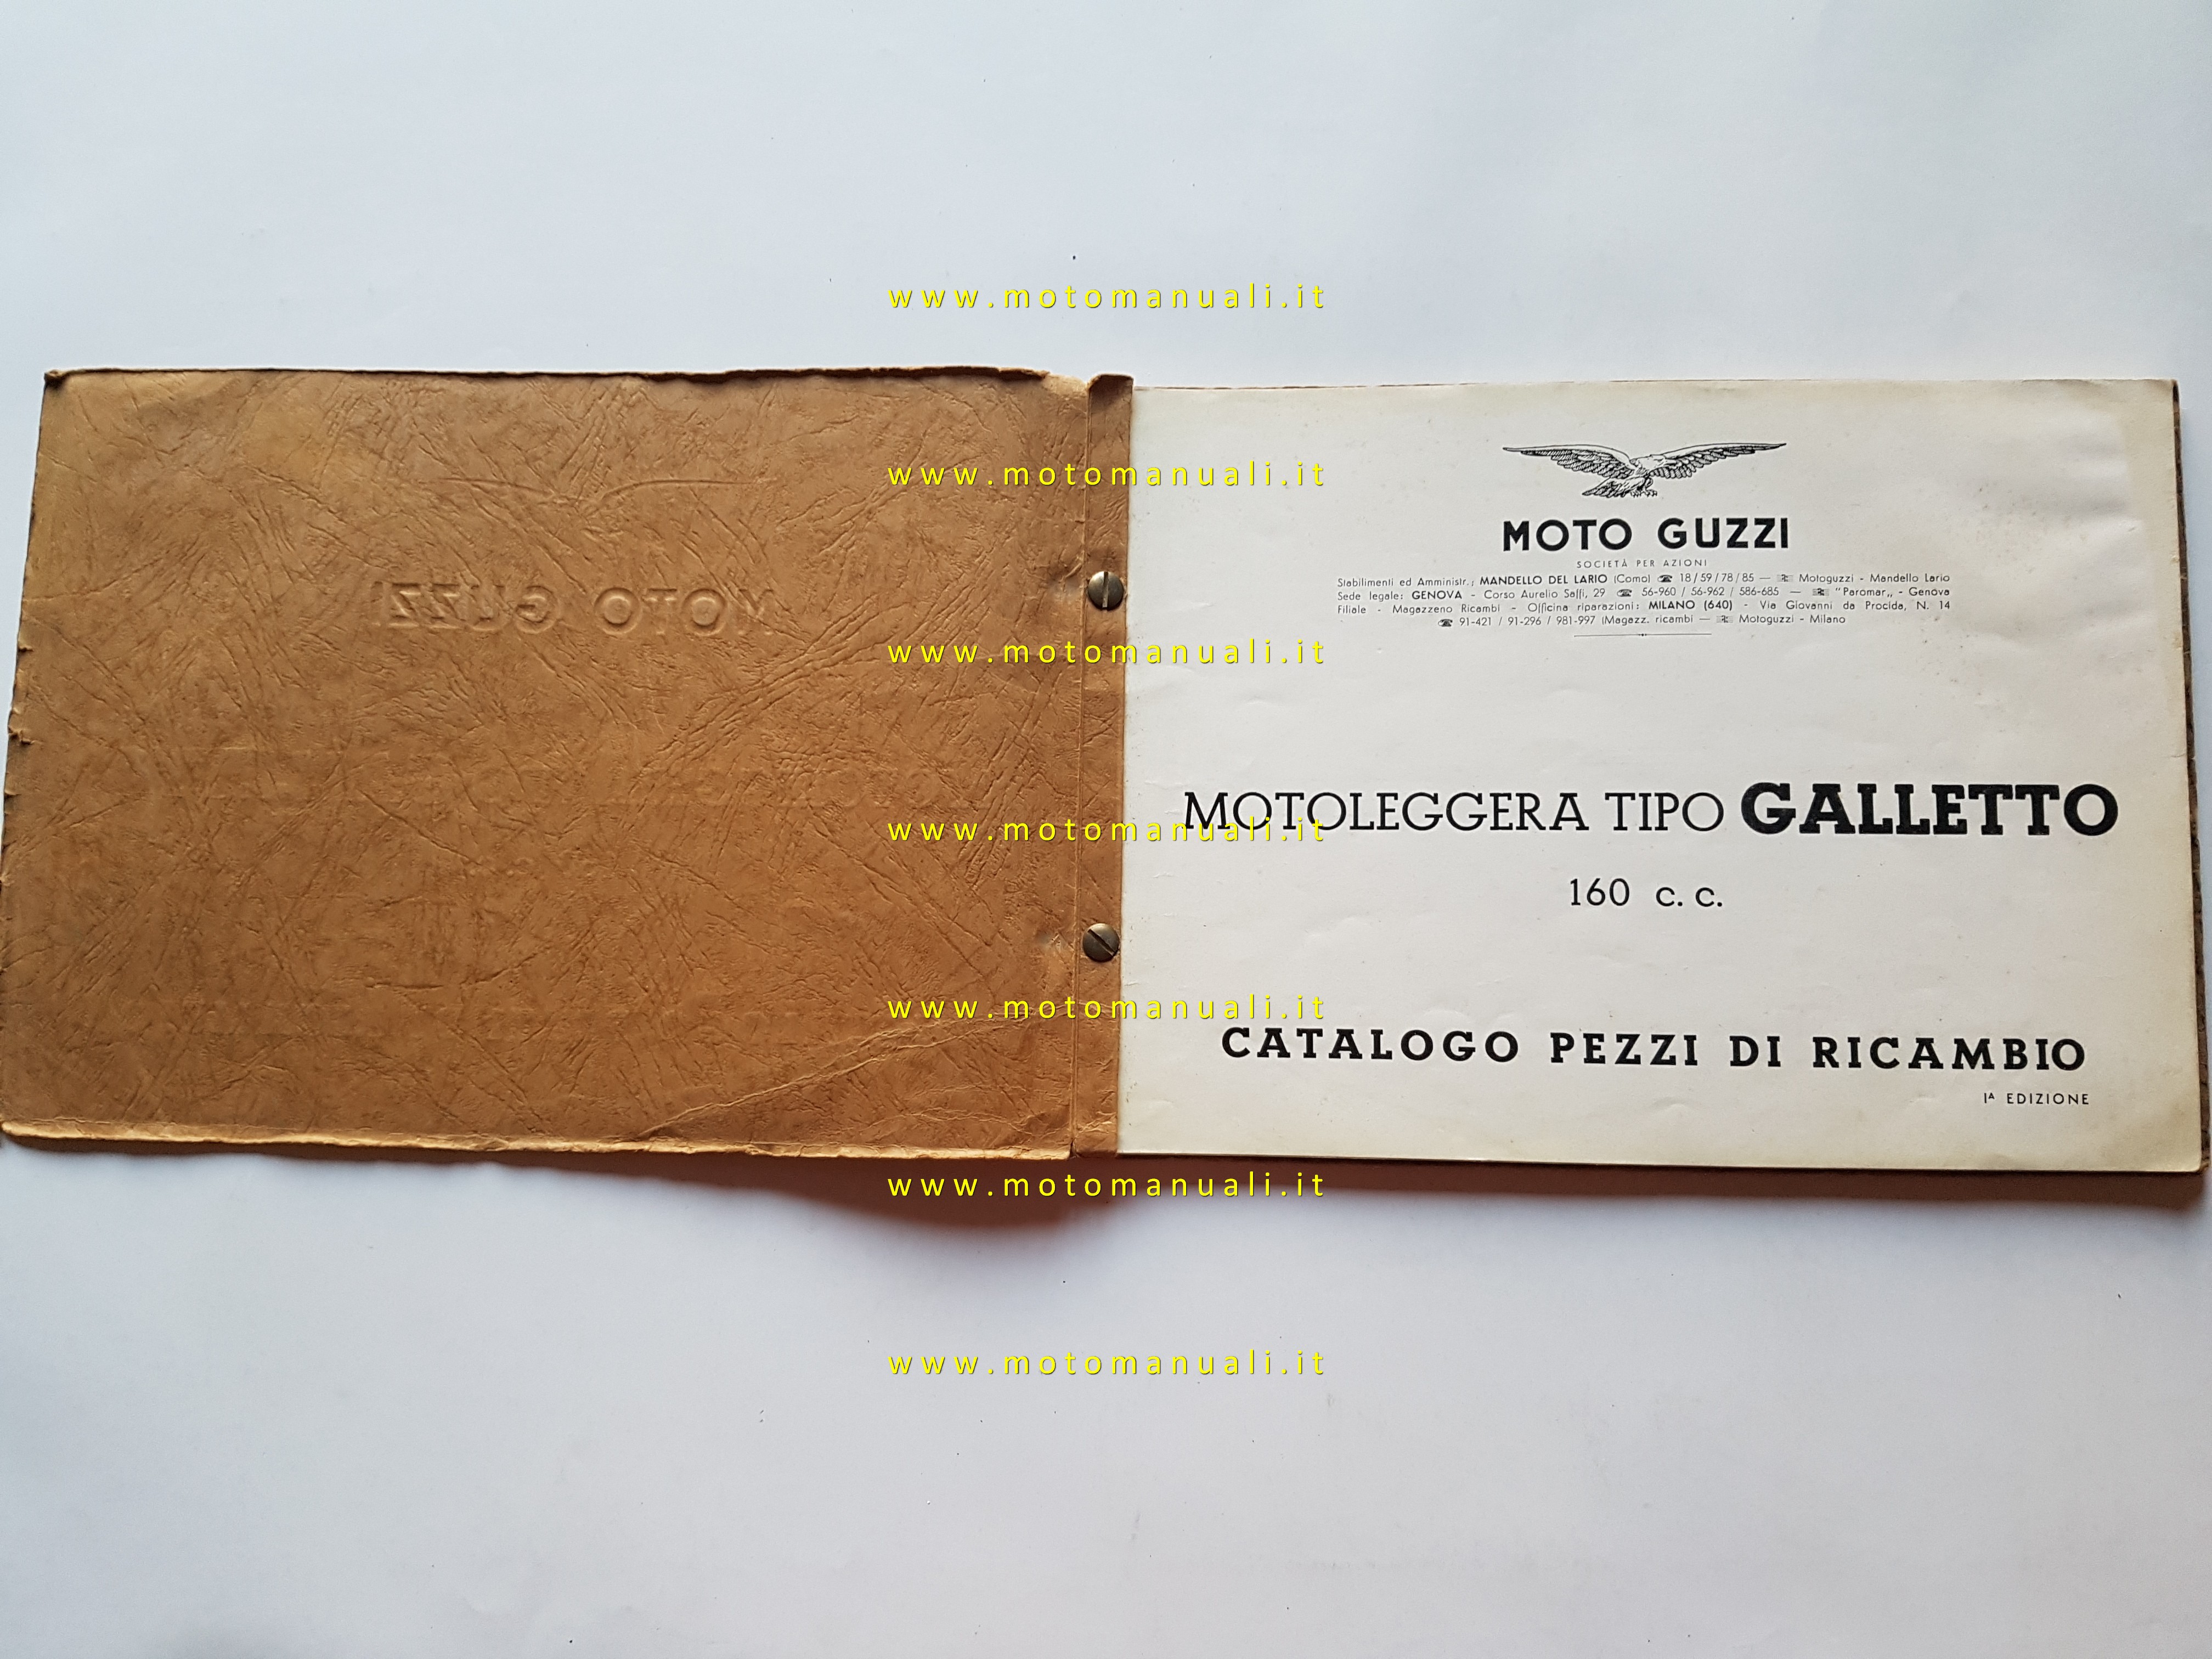 www.motomanuali.it
www.motomanuali.it
MOTO GUZZI
www.motomanuali.it
www.motomanuali.it
www.motomanuali.it
www.motomanuali.it
www.motomanuali.it
MOTO GUZZI
SOCIETÀ PER AZIONI
Stabilimenti ed Amministr.; MANDELLO DEL LARIO (Como) ☎ 18/59/78/85 — Motoguzzi - Mandello Lario
Sede legale: GENOVA - Corso Aurelio Saffi, 29 ☎ 56-960 / 56-962 / 586-685 — "Paromar„ - Genova
Filiale - Magazzeno Ricambi - Officina riparazioni: MILANO (640) - Via Giovanni da Procida, N. 14
☎ 91-421 / 91-296 / 981-997 (Magazz. ricambi — Motoguzzi - Milano
MOTOLEGGERA TIPO GALLETTO
160 c. c.
CATALOGO PEZZI DI RICAMBIO
1ᴬ EDIZIONE